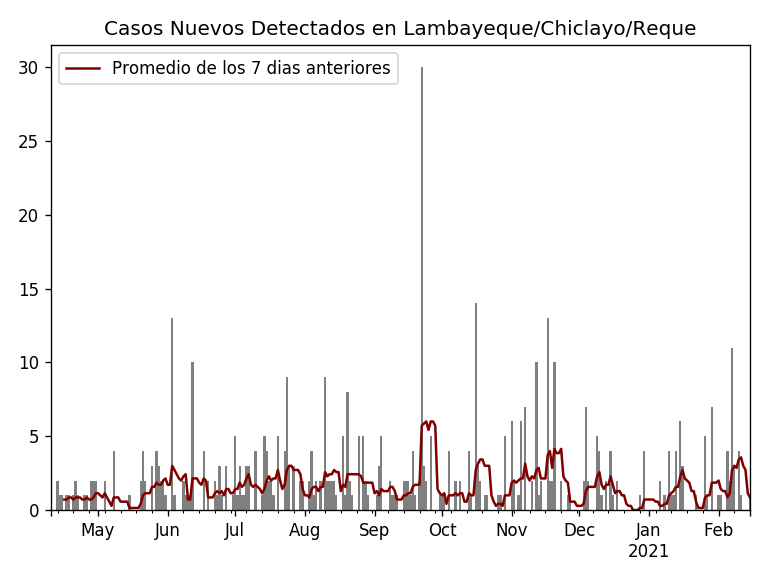 Casos Nuevos Detectados en Lambayeque/Chiclayo/Reque
Promedio de los 7 dias anteriores
30
25
20
15
10
5
0
May Jun Jul Aug Sep Oct Nov Dec Jan Feb
2021